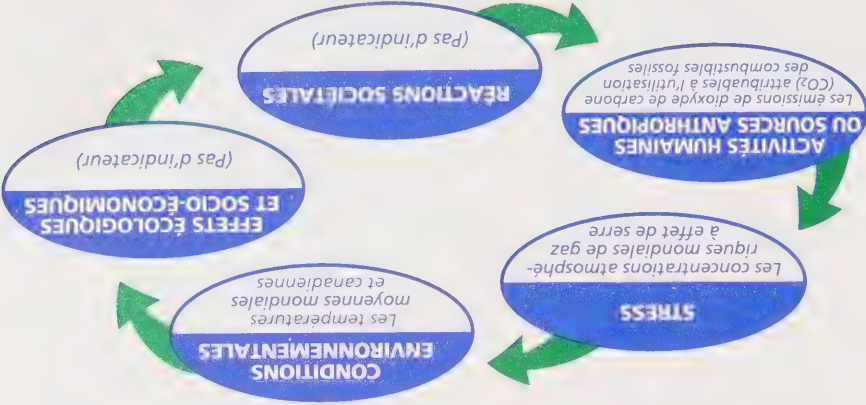 STRESS
Les concentrations atmosphé-
riques mondiales de gaz
à effet de serre
CONDITIONS
ENVIRONNEMENTALES
Les températures
moyennes mondiales
et canadiennes
EFFETS ÉCOLOGIQUES
ET SOCIO-ÉCONOMIQUES
(Pas d'indicateur)
ACTIVITÉS HUMAINES
OU SOURCES ANTHROPIQUES
Les émissions de dioxyde de carbone
(CO₂) attribuables à l'utilisation
des combustibles fossiles
RÉACTIONS SOCIÉTALES
(Pas d'indicateur)